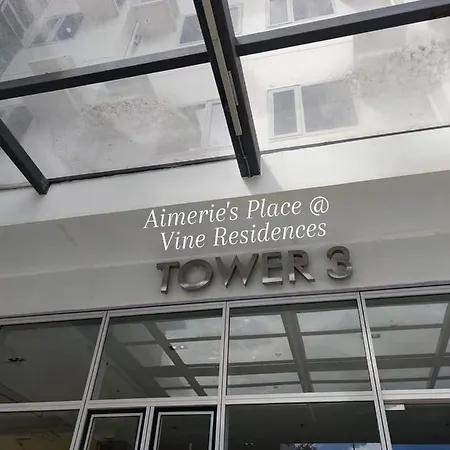 Aimerie's Place @
Vine Residences
TOWER 3